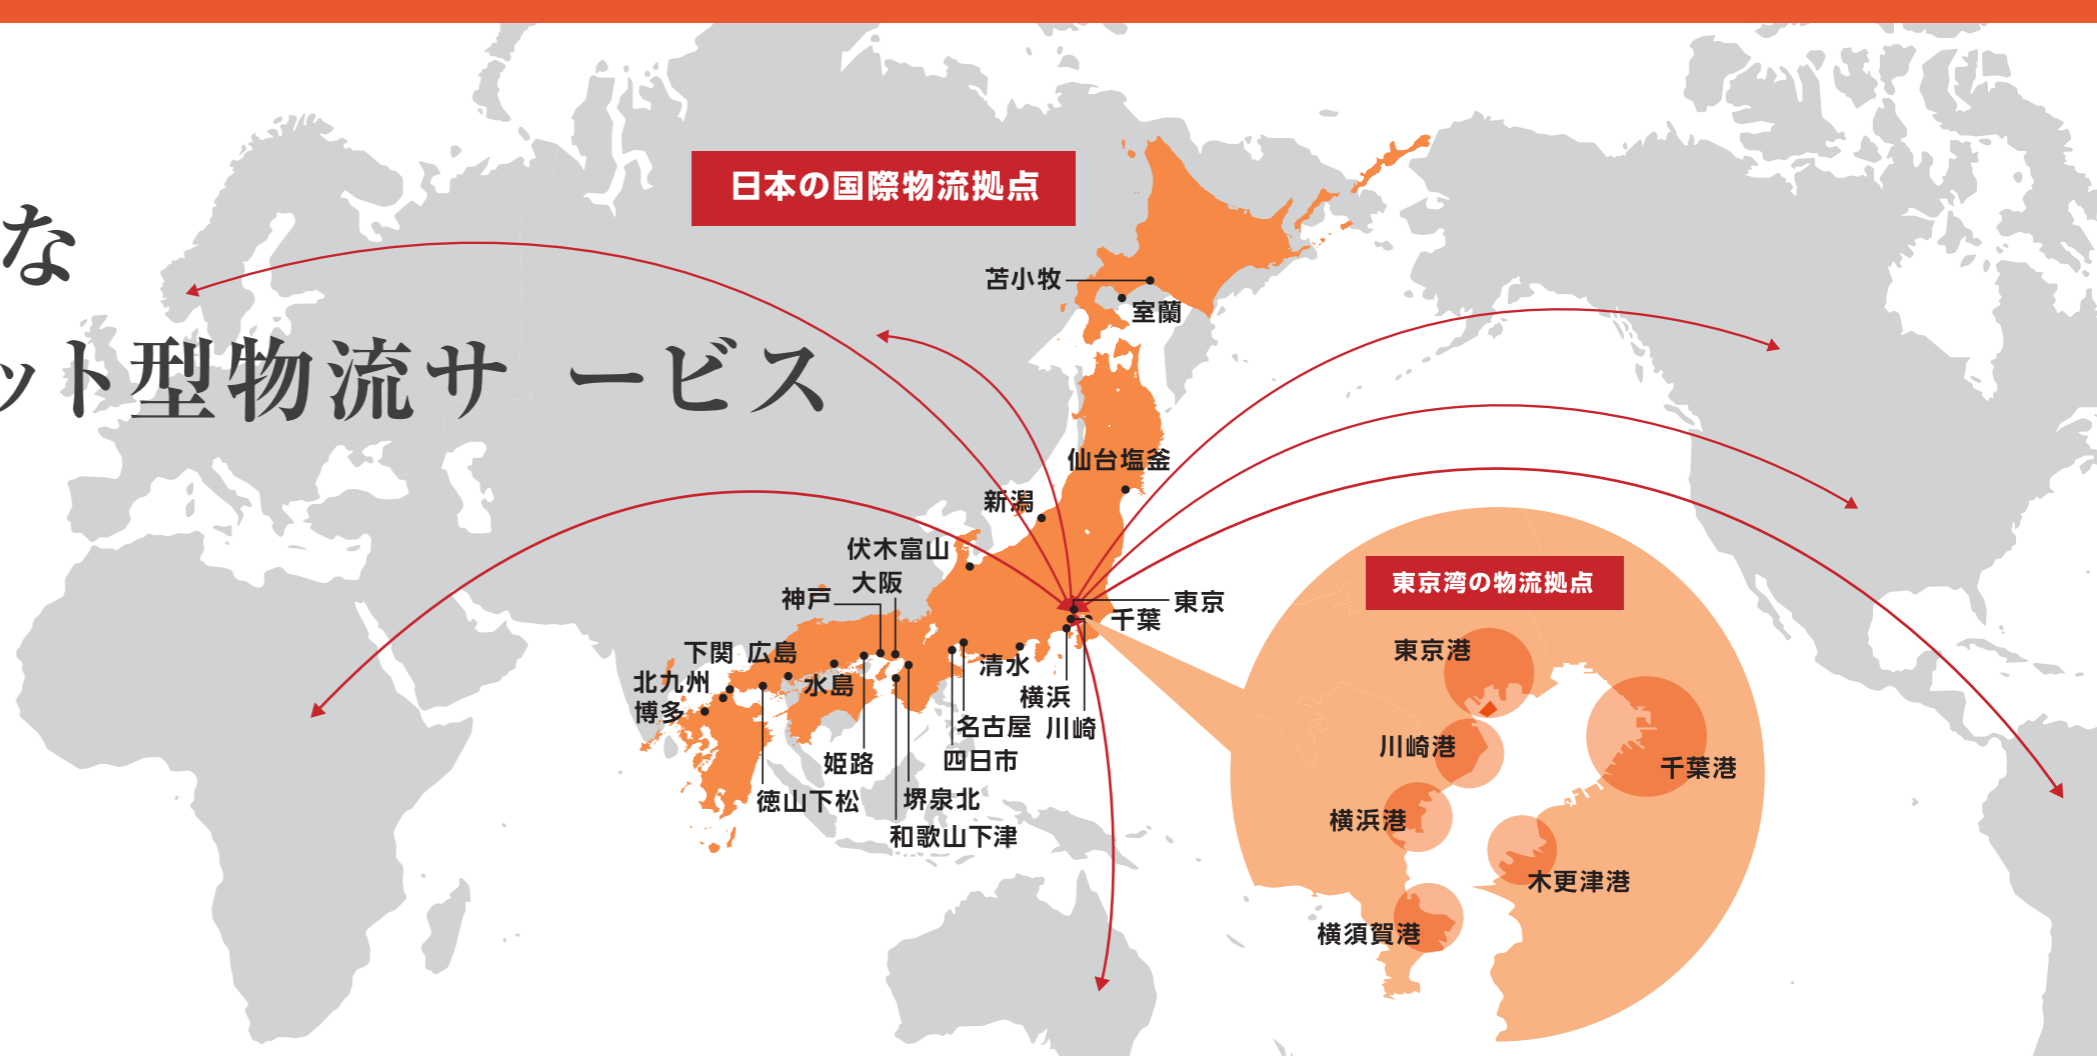 な
ット型物流サービス
日本の国際物流拠点
苫小牧
室蘭
仙台塩釜
新潟
伏木富山
大阪
神戸
東京
千葉
下関 広島
北九州
水島
博多
清水
横浜
名古屋 川崎
姫路
四日市
徳山下松
堺泉北
和歌山下津
東京湾の物流拠点
東京港
川崎港
千葉港
横浜港
木更津港
横須賀港